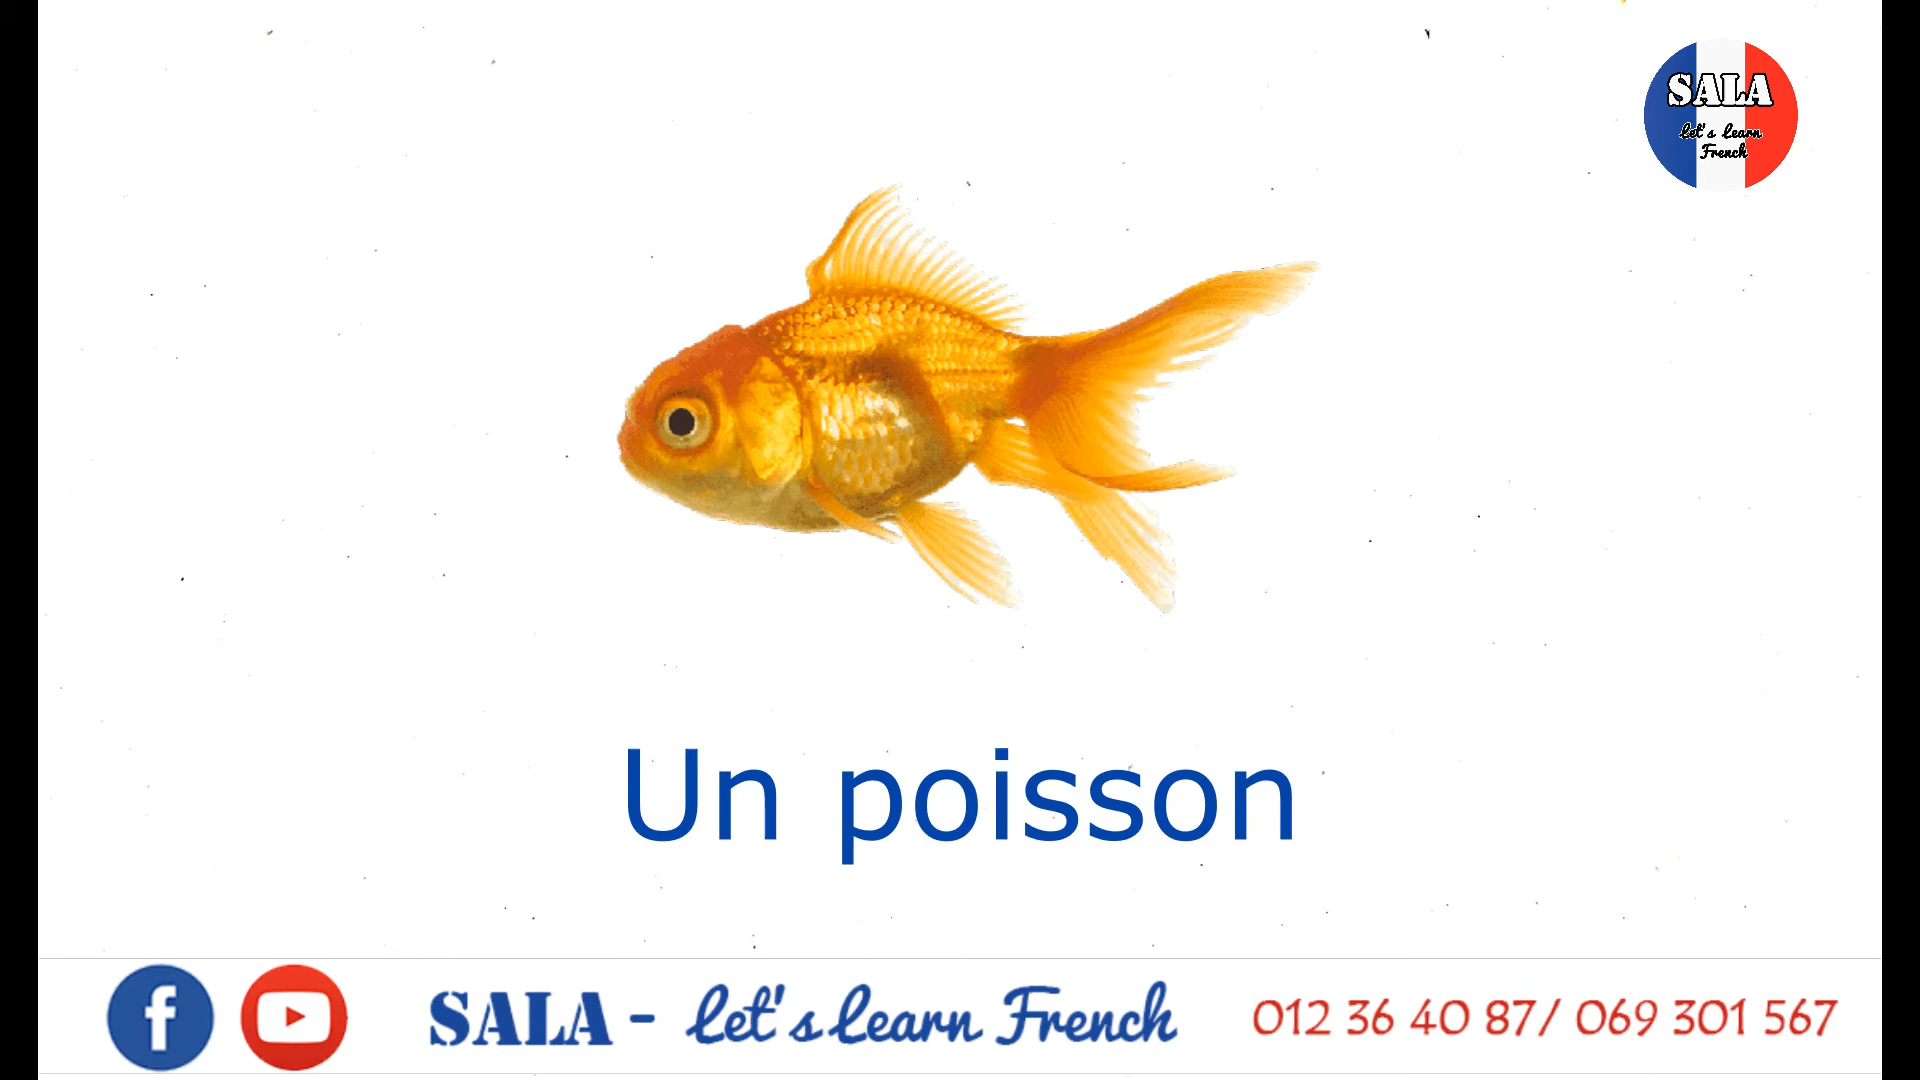 SALA
Let's Learn
French
Un poisson
SALA - Let's Learn French 012 36 40 87/ 069 301 567